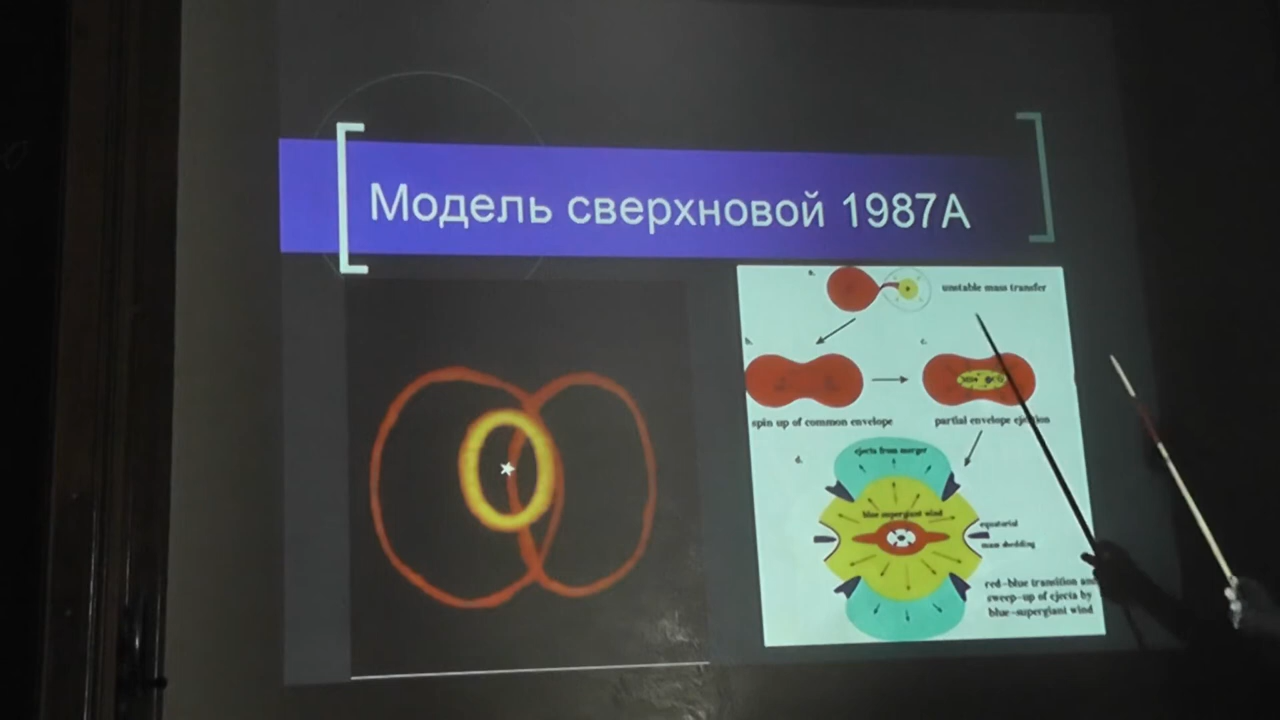 Модель сверхновой 1987A
a.
unstable mass transfer
b.
c.
spin up of common envelope
partial envelope ejection
d.
ejecta from merger
blue supergiant wind
equatorial
mass shedding
red-blue transition and
sweep-up of ejecta by
blue-supergiant wind